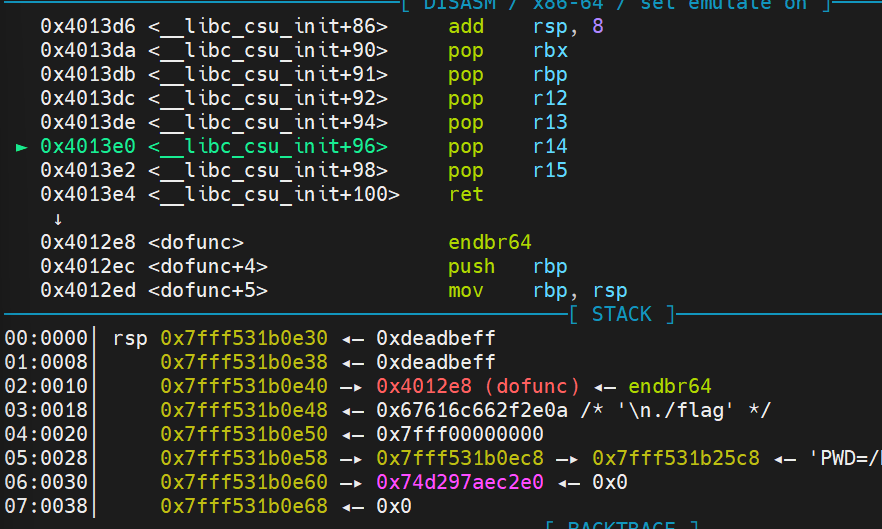 [ DISASM / x86-64 / set emulate on ]
0x4013d6 <__libc_csu_init+86> add rsp, 8
0x4013da <__libc_csu_init+90> pop rbx
0x4013db <__libc_csu_init+91> pop rbp
0x4013dc <__libc_csu_init+92> pop r12
0x4013de <__libc_csu_init+94> pop r13
► 0x4013e0 <__libc_csu_init+96> pop r14
0x4013e2 <__libc_csu_init+98> pop r15
0x4013e4 <__libc_csu_init+100> ret
↓
0x4012e8 <dofunc> endbr64
0x4012ec <dofunc+4> push rbp
0x4012ed <dofunc+5> mov rbp, rsp
[ STACK ]
00:0000│ rsp 0x7fff531b0e30 ◂— 0xdeadbeff
01:0008│ 0x7fff531b0e38 ◂— 0xdeadbeff
02:0010│ 0x7fff531b0e40 —▸ 0x4012e8 (dofunc) ◂— endbr64
03:0018│ 0x7fff531b0e48 ◂— 0x67616c662f2e0a /* '\n./flag' */
04:0020│ 0x7fff531b0e50 ◂— 0x7fff00000000
05:0028│ 0x7fff531b0e58 —▸ 0x7fff531b0ec8 —▸ 0x7fff531b25c8 ◂— 'PWD=/
06:0030│ 0x7fff531b0e60 —▸ 0x74d297aec2e0 ◂— 0x0
07:0038│ 0x7fff531b0e68 ◂— 0x0
[ BACKTRACE ]